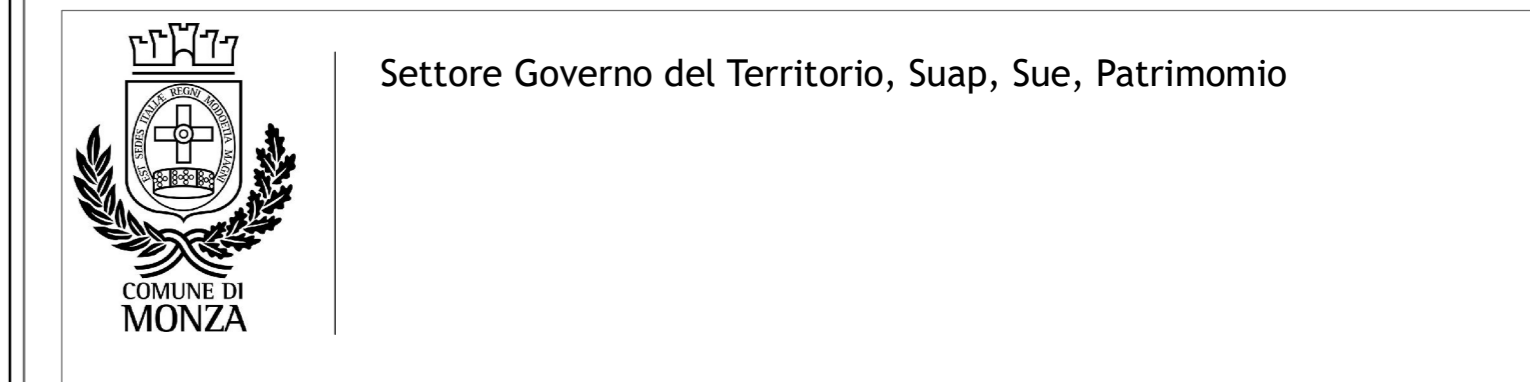 Settore Governo del Territorio, Suap, Sue, Patrimomio
EST SEDES ITALIÆ REGNI MODOETIA MAGNI
COMUNE DI
MONZA